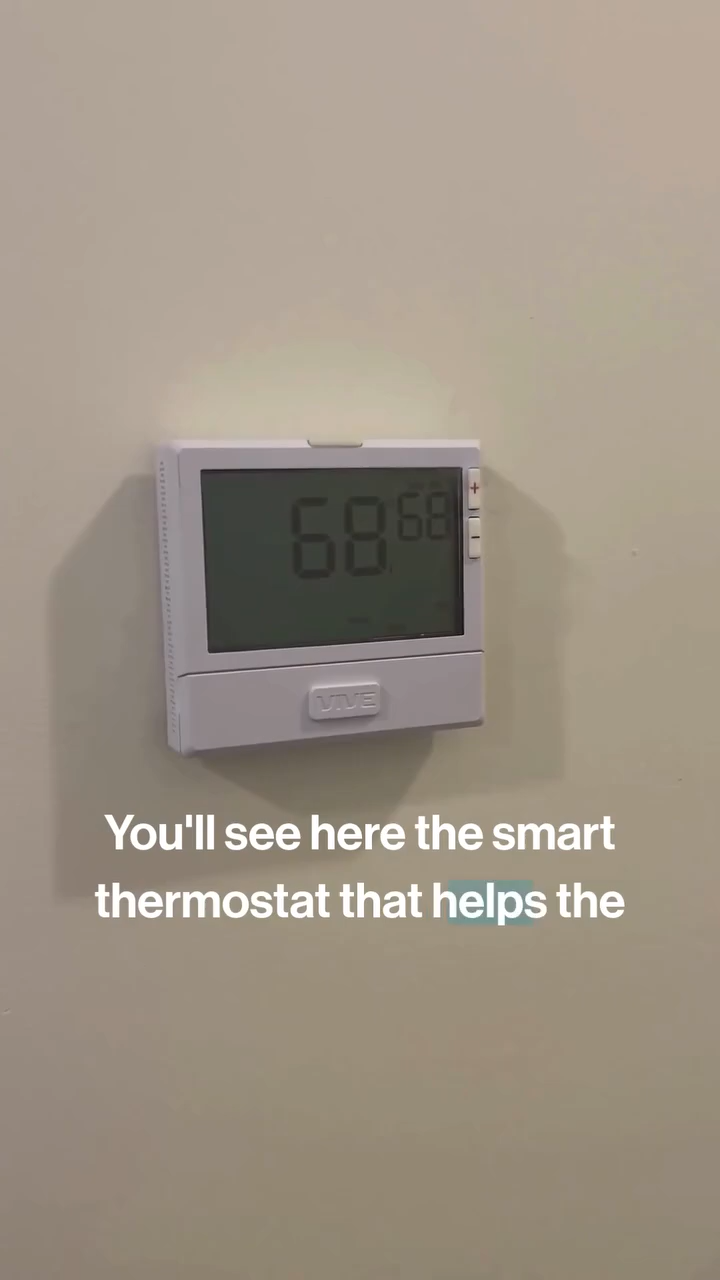 68 68
+
-
VIVE
You'll see here the smart
thermostat that helps the